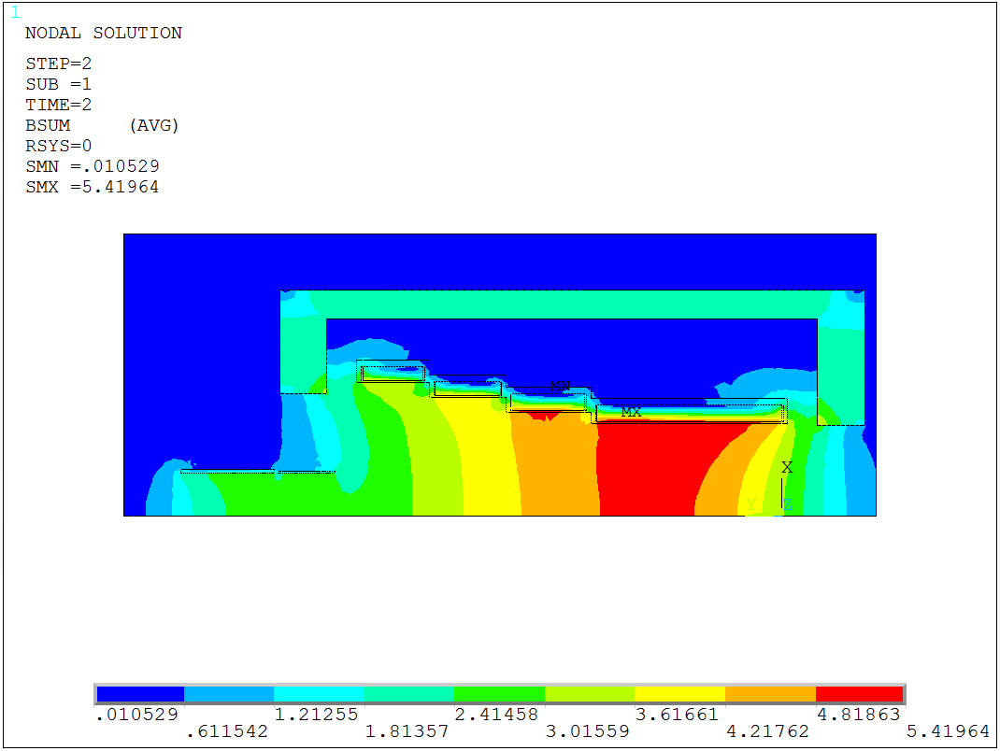 1
NODAL SOLUTION
STEP=2
SUB =1
TIME=2
BSUM (AVG)
RSYS=0
SMN =.010529
SMX =5.41964
MN
MX
X
Y Z
.010529 1.21255 2.41458 3.61661 4.81863
.611542 1.81357 3.01559 4.21762 5.41964